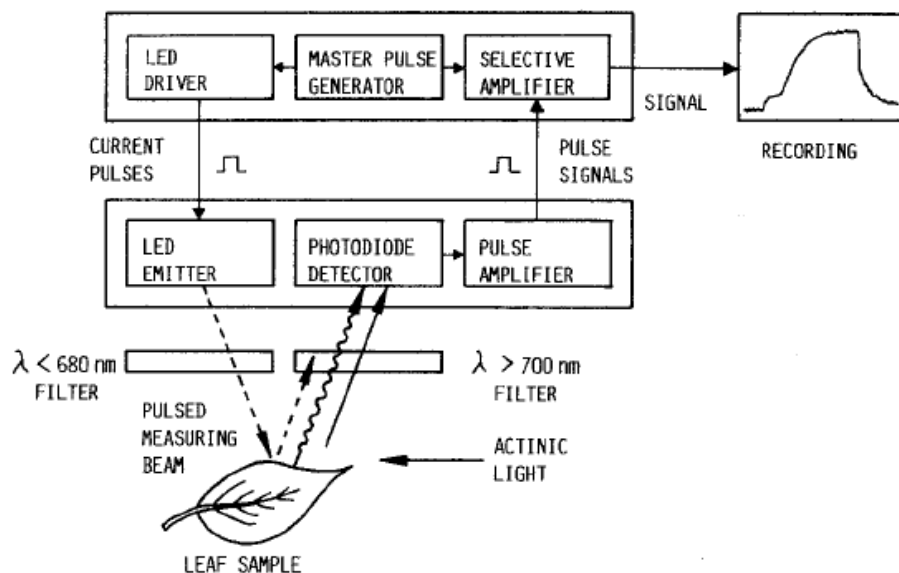 LED
DRIVER
MASTER PULSE
GENERATOR
SELECTIVE
AMPLIFIER
SIGNAL
RECORDING
CURRENT
PULSES
PULSE
SIGNALS
LED
EMITTER
PHOTODIODE
DETECTOR
PULSE
AMPLIFIER
λ < 680 nm
FILTER
λ > 700 nm
FILTER
PULSED
MEASURING
BEAM
ACTINIC
LIGHT
LEAF SAMPLE